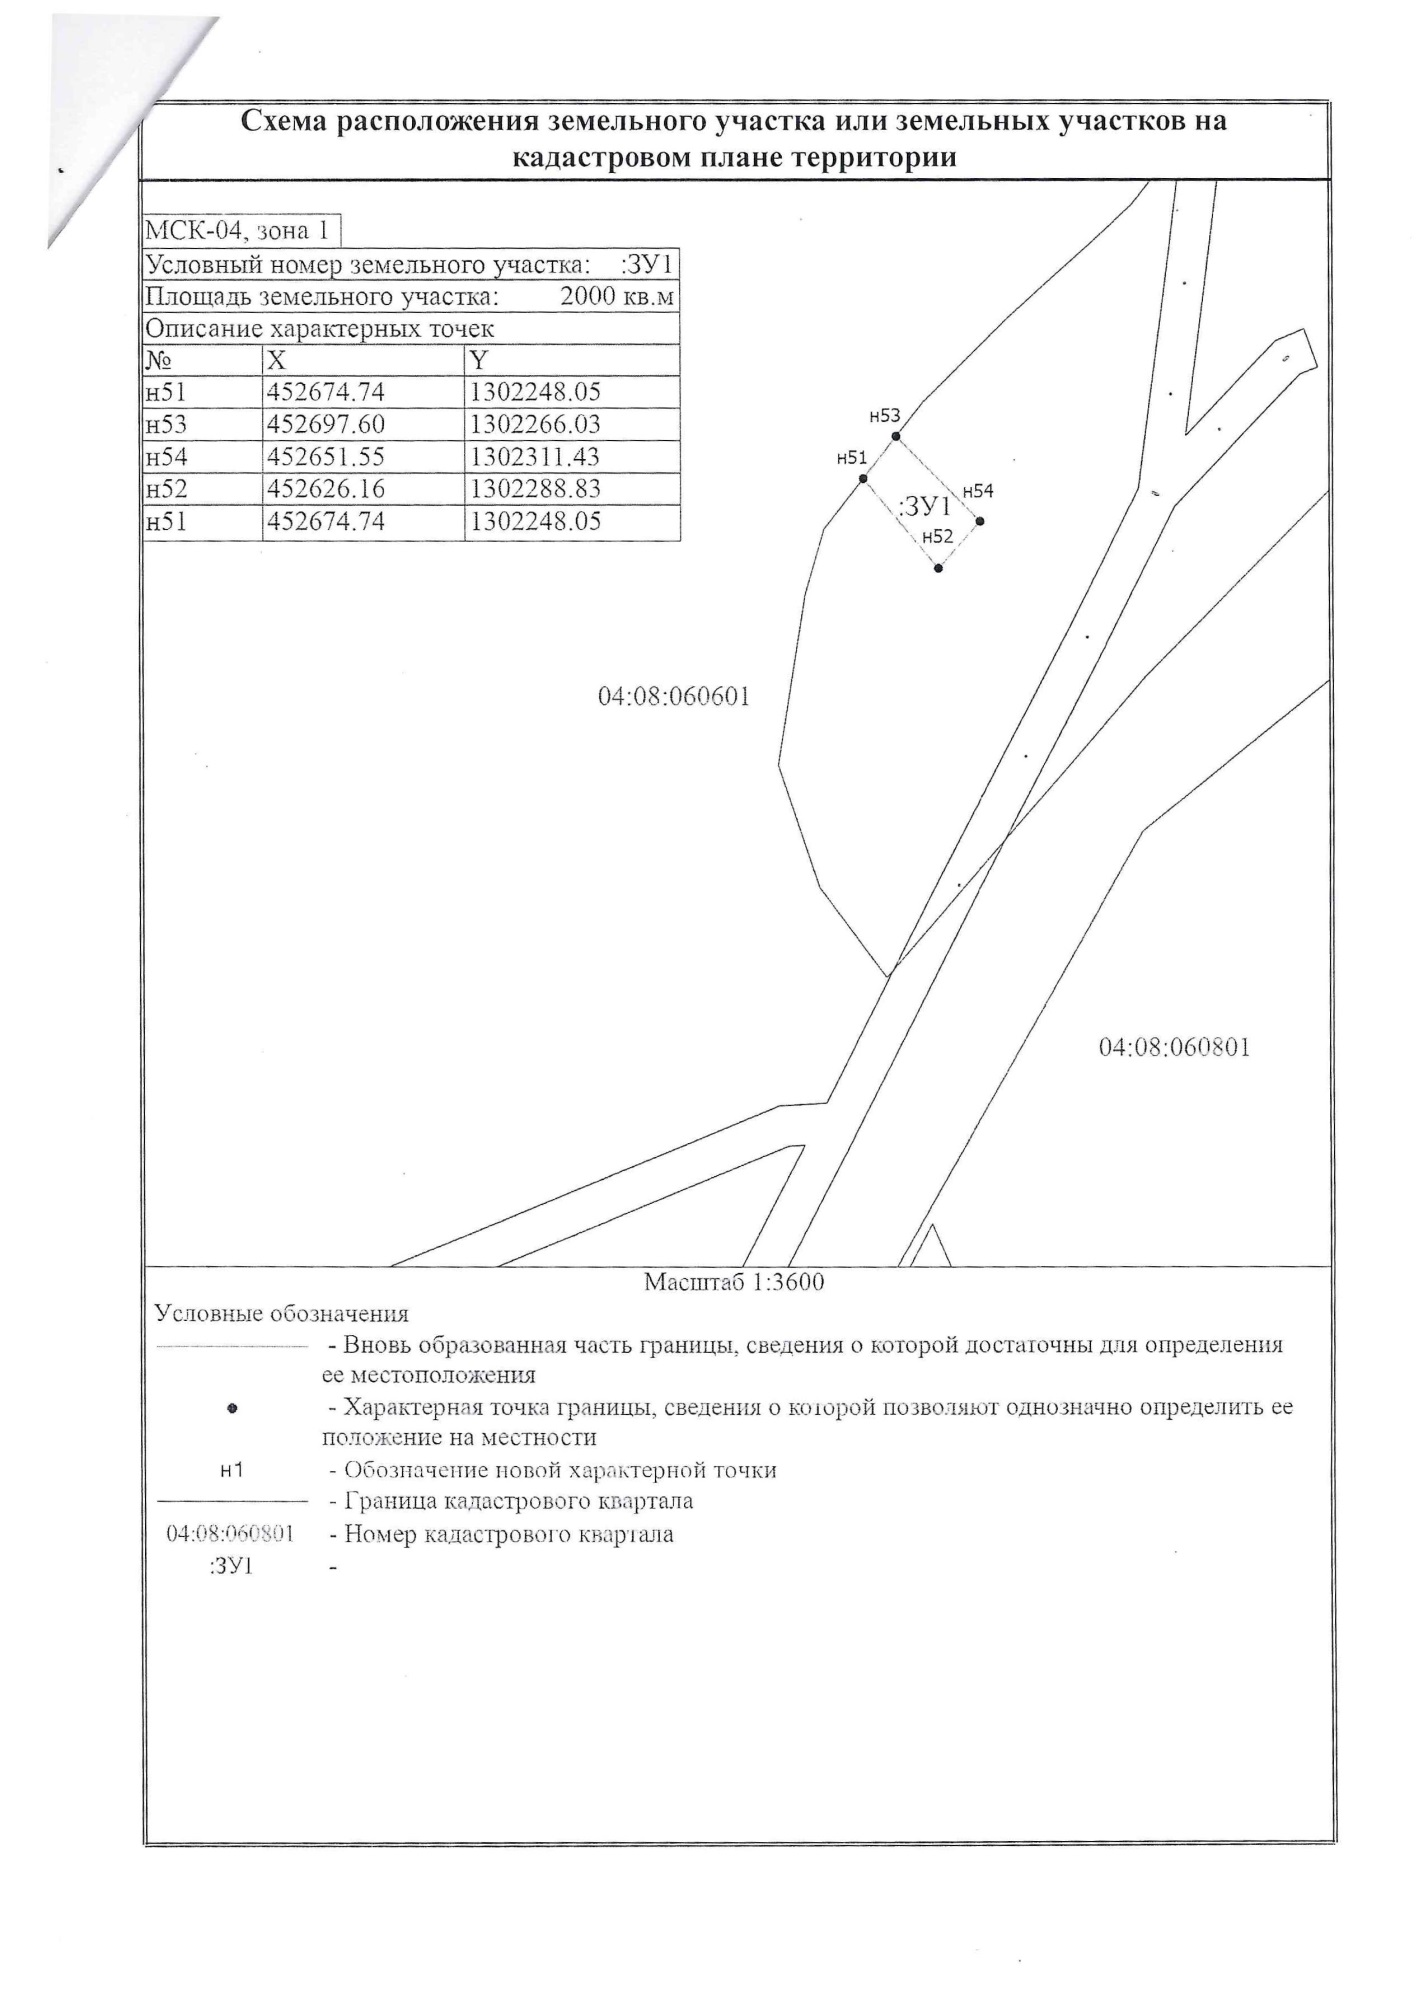 Схема расположения земельного участка или земельных участков на
кадастровом плане территории
МСК-04, зона 1
Условный номер земельного участка: :ЗУ1
Площадь земельного участка: 2000 кв.м
Описание характерных точек
№ X Y
н51 452674.74 1302248.05
н53 452697.60 1302266.03
н54 452651.55 1302311.43
н52 452626.16 1302288.83
н51 452674.74 1302248.05
н53
н51
н54
:ЗУ1
н52
04:08:060601
04:08:060801
Масштаб 1:3600
Условные обозначения
- Вновь образованная часть границы, сведения о которой достаточны для определения
ее местоположения
- Характерная точка границы, сведения о которой позволяют однозначно определить ее
положение на местности
н1 - Обозначение новой характерной точки
- Граница кадастрового квартала
04:08:060801 - Номер кадастрового квартала
:ЗУ1 -